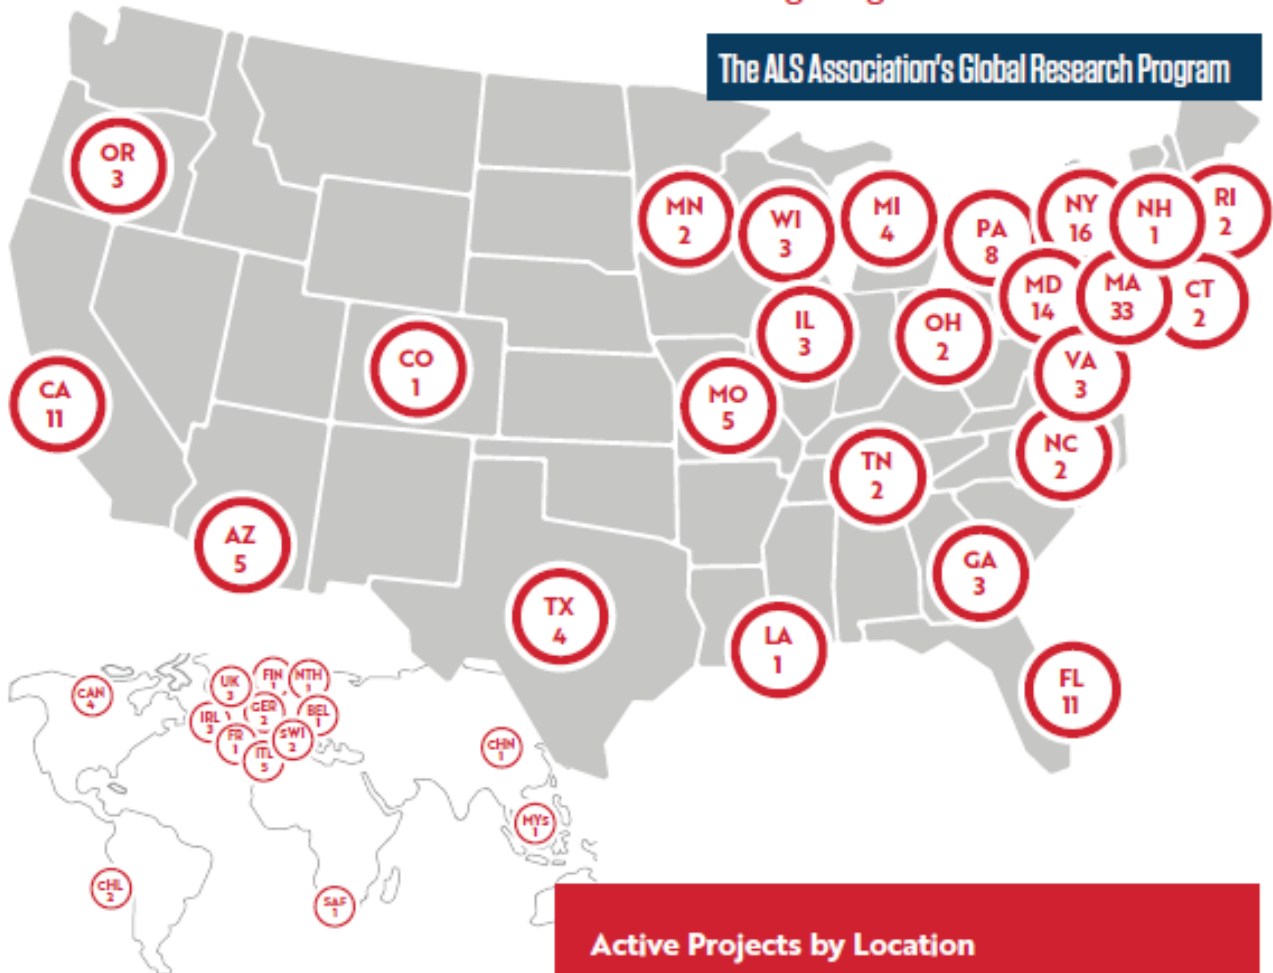 The ALS Association's Global Research Program
OR
3
MN
2
WI
3
MI
4
PA
8
NY
16
NH
1
RI
2
MD
14
MA
33
CT
2
IL
3
OH
2
VA
3
CO
1
CA
11
MO
5
NC
2
TN
2
AZ
5
GA
3
TX
4
LA
1
FL
11
CAN
4
UK
3
FIN
1
NTH
1
IRL
3
GER
2
BEL
1
FR
1
SWI
2
ITL
5
CHN
1
MYS
1
CHL
2
SAF
1
Active Projects by Location